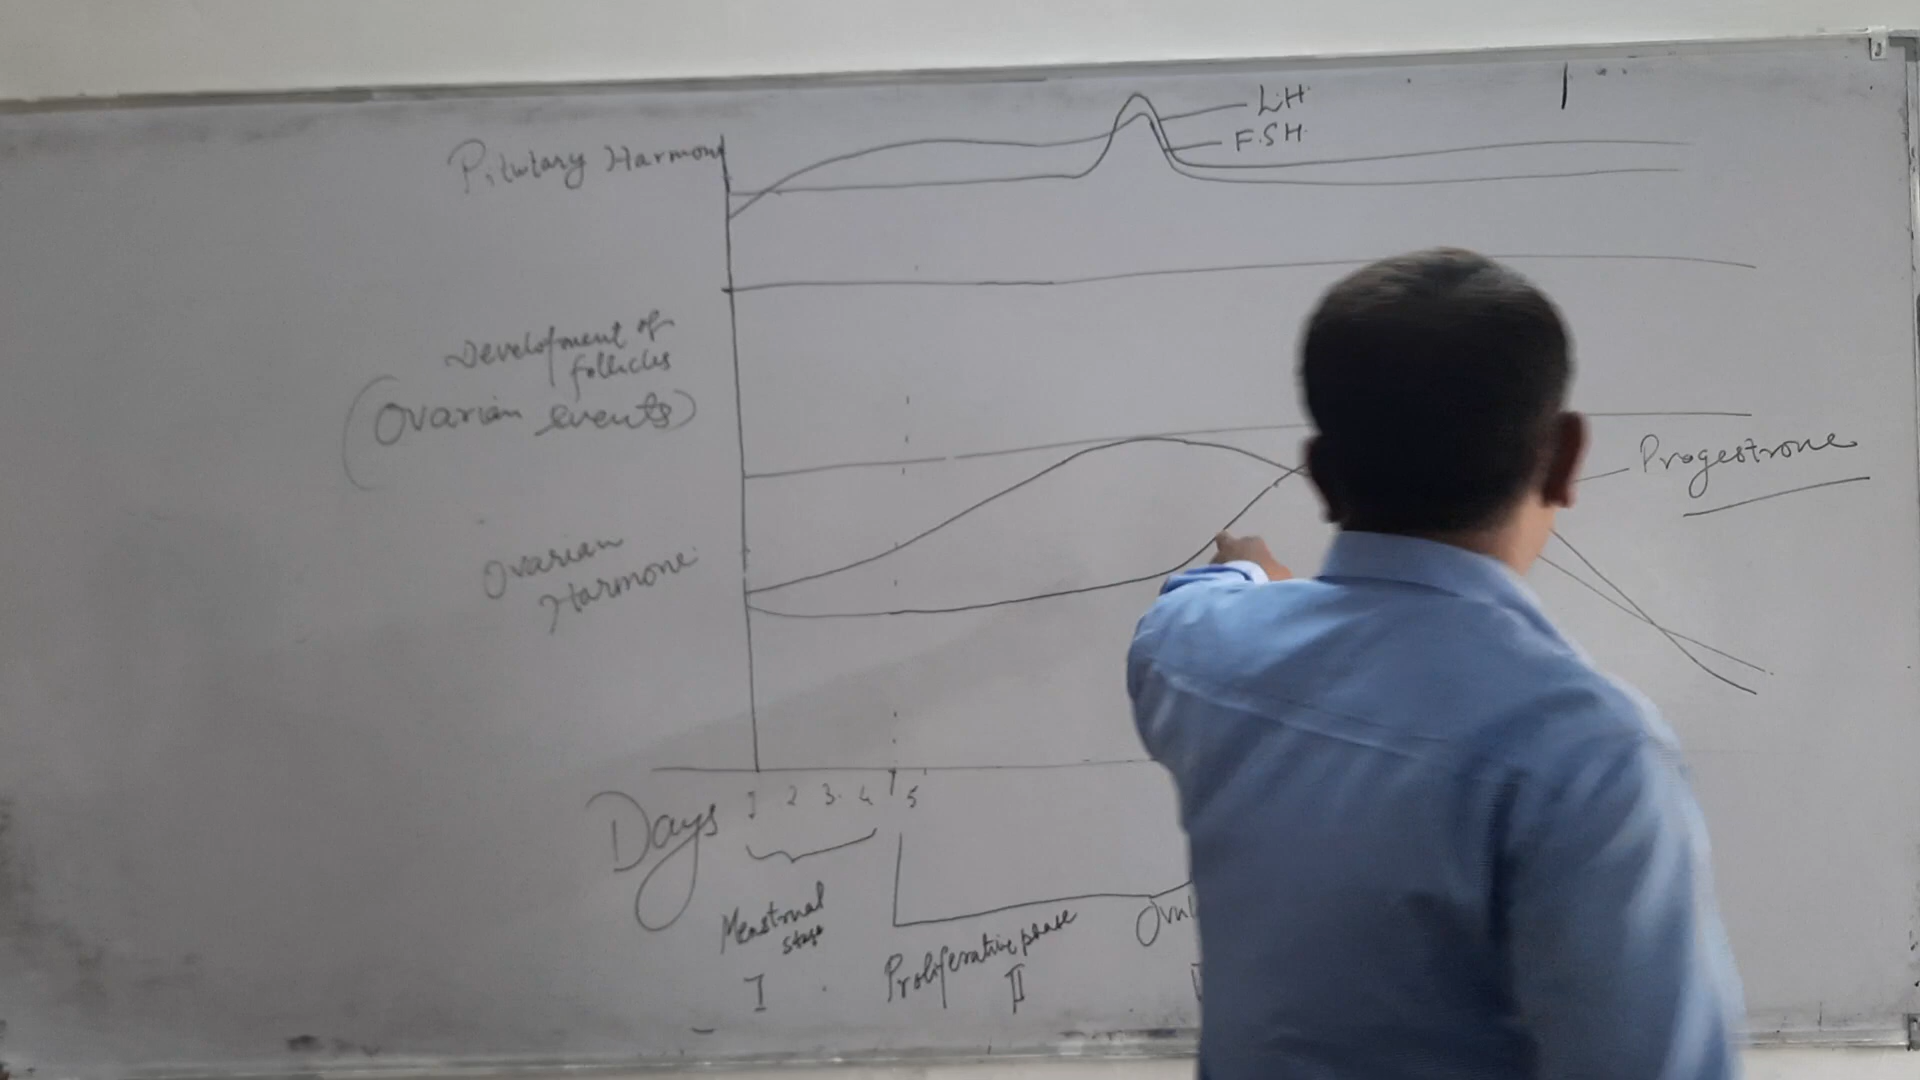 L.H.
F.S.H.
Pitutary Harmone
Development of
follicles
(Ovarian events)
Progestrone
Ovarian
Harmone
Days 1 2 3 4 5
Menstrual
stage
I
Proliferative phase
II